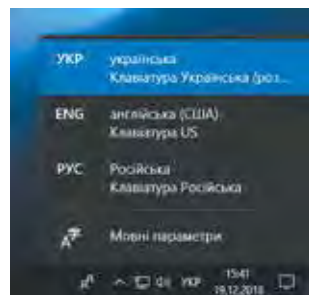 УКР українська
Клавіатура Українська (роз...
ENG англійська (США)
Клавіатура US
РУС Російська
Клавіатура Російська
Мовні параметри
УКР 15:41
19.12.2018